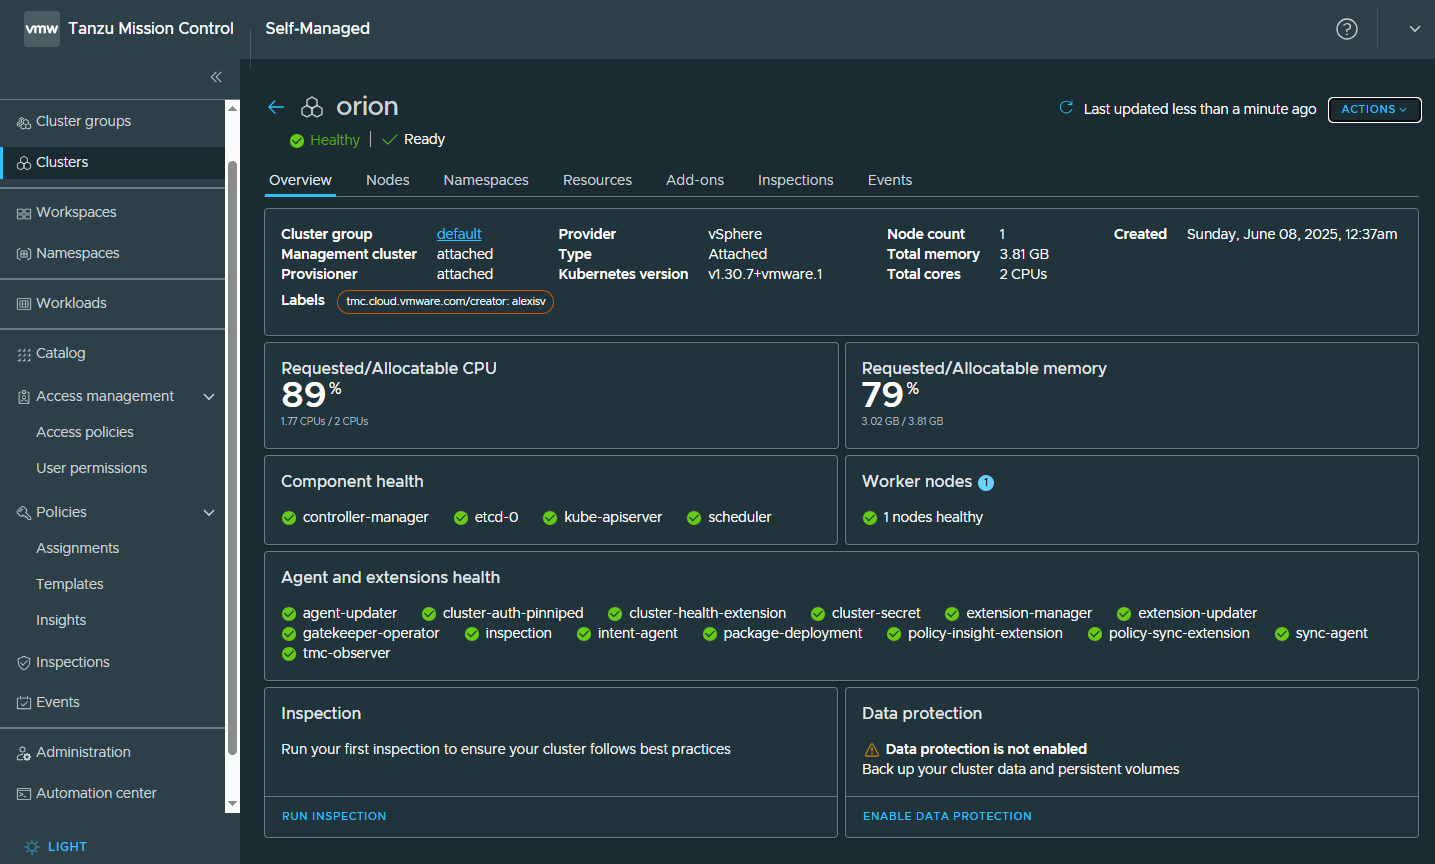 vmw Tanzu Mission Control Self-Managed
orion
Last updated less than a minute ago ACTIONS
Healthy Ready
Cluster groups
Clusters
Workspaces
Namespaces
Workloads
Catalog
Access management
Access policies
User permissions
Policies
Assignments
Templates
Insights
Inspections
Events
Administration
Automation center
LIGHT
Overview Nodes Namespaces Resources Add-ons Inspections Events
Cluster group default Provider vSphere Node count 1 Created Sunday, June 08, 2025, 12:37am
Management cluster attached Type Attached Total memory 3.81 GB
Provisioner attached Kubernetes version v1.30.7+vmware.1 Total cores 2 CPUs
Labels tmc.cloud.vmware.com/creator: alexisv
Requested/Allocatable CPU
89%
1.77 CPUs / 2 CPUs
Requested/Allocatable memory
79%
3.02 GB / 3.81 GB
Component health
controller-manager etcd-0 kube-apiserver scheduler
Worker nodes 1
1 nodes healthy
Agent and extensions health
agent-updater cluster-auth-pinniped cluster-health-extension cluster-secret extension-manager extension-updater
gatekeeper-operator inspection intent-agent package-deployment policy-insight-extension policy-sync-extension sync-agent
tmc-observer
Inspection
Run your first inspection to ensure your cluster follows best practices
RUN INSPECTION
Data protection
Data protection is not enabled
Back up your cluster data and persistent volumes
ENABLE DATA PROTECTION